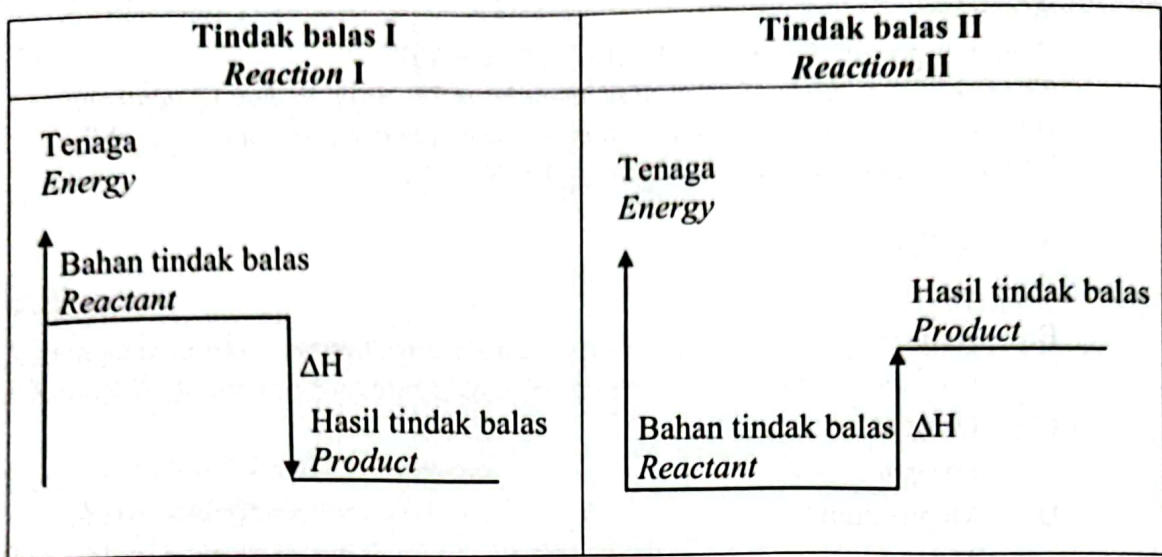 Tindak balas I
Reaction I
Tindak balas II
Reaction II
Tenaga
Energy
Bahan tindak balas
Reactant
ΔH
Hasil tindak balas
Product
Tenaga
Energy
Hasil tindak balas
Product
Bahan tindak balas ΔH
Reactant